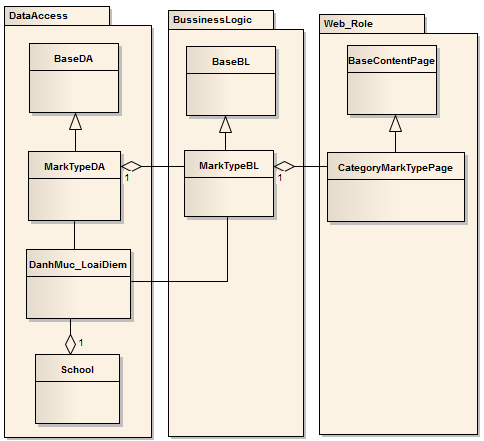 DataAccess
BaseDA
MarkTypeDA
1
DanhMuc_LoaiDiem
1
School
BussinessLogic
BaseBL
MarkTypeBL
1
Web_Role
BaseContentPage
CategoryMarkTypePage